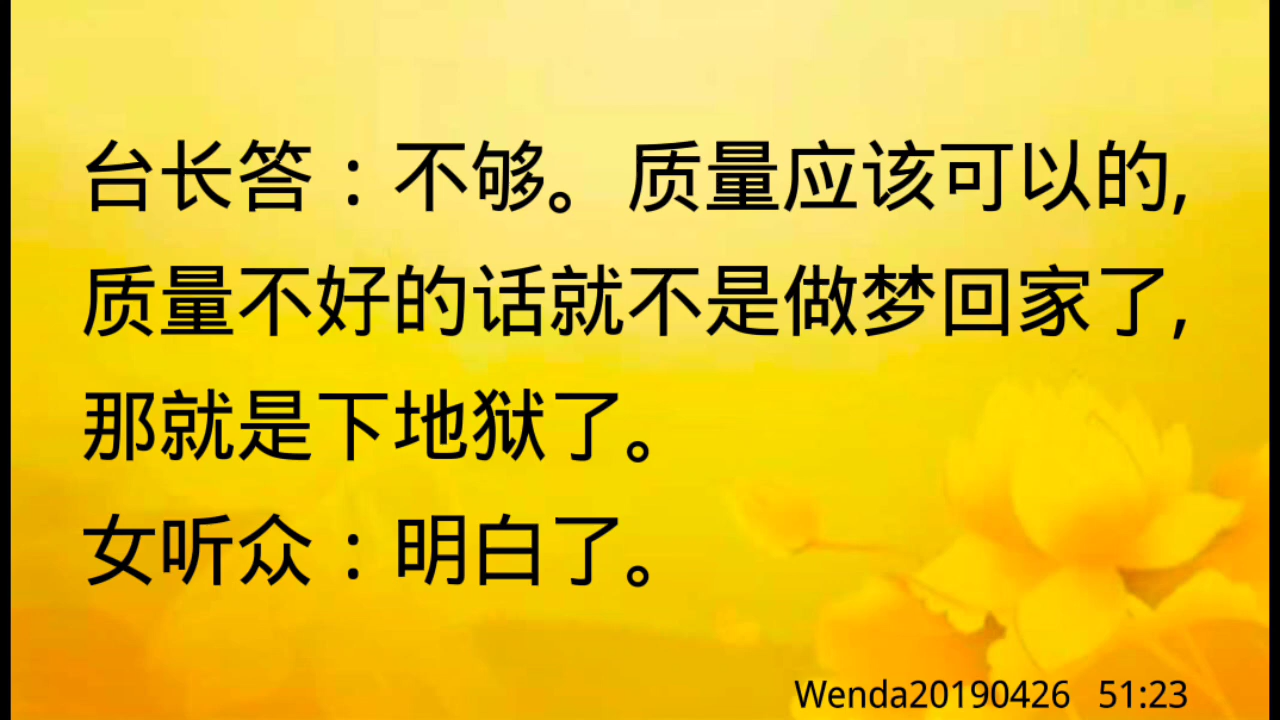 台长答：不够。质量应该可以的，
质量不好的话就不是做梦回家了，
那就是下地狱了。
女听众：明白了。
Wenda20190426 51:23